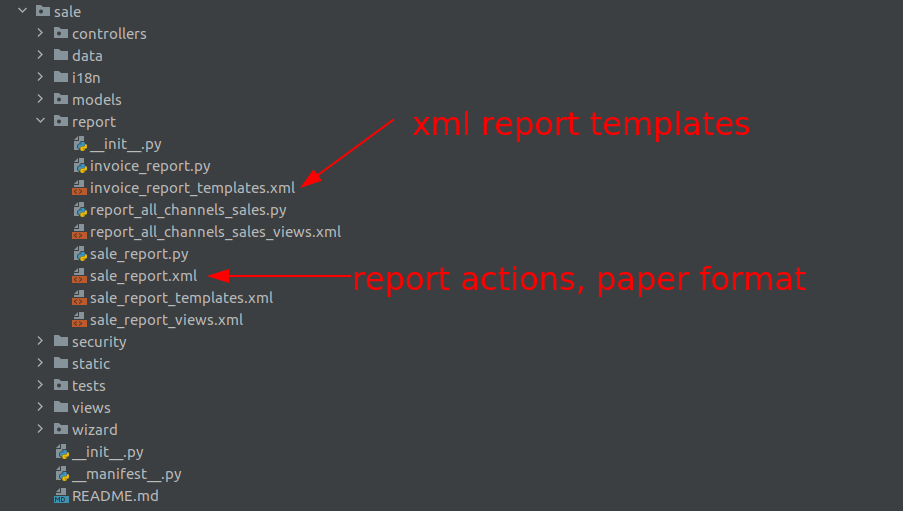 sale
controllers
data
i18n
models
report
xml report templates
__init__.py
invoice_report.py
invoice_report_templates.xml
report_all_channels_sales.py
report_all_channels_sales_views.xml
sale_report.py
sale_report.xml
report actions, paper format
sale_report_templates.xml
sale_report_views.xml
security
static
tests
views
wizard
__init__.py
__manifest__.py
MD README.md